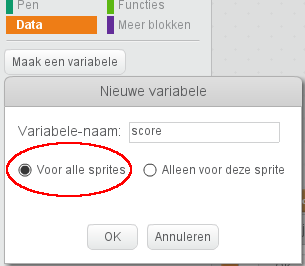 Pen Functies
Data Meer blokken
Maak een variabele
Nieuwe variabele
Variabele-naam: score
Voor alle sprites Alleen voor deze sprite
OK Annuleren